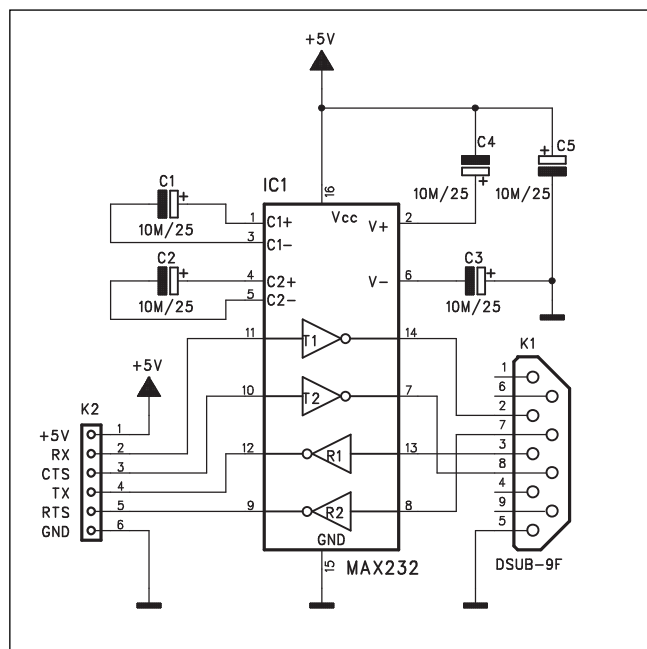 +5V
C4
C5
+
C1
IC1
16
+
10M/25
10M/25
+
1
C1+
Vcc
V+
2
10M/25
3
C1-
C2
C3
+
4
C2+
V-
6
+
10M/25
5
C2-
10M/25
11
T1
14
K1
+5V
1
6
K2
10
T2
7
2
+5V
1
7
RX
2
12
R1
13
3
CTS
3
8
TX
4
4
RTS
5
9
R2
8
9
GND
6
5
GND
15
MAX232
DSUB-9F